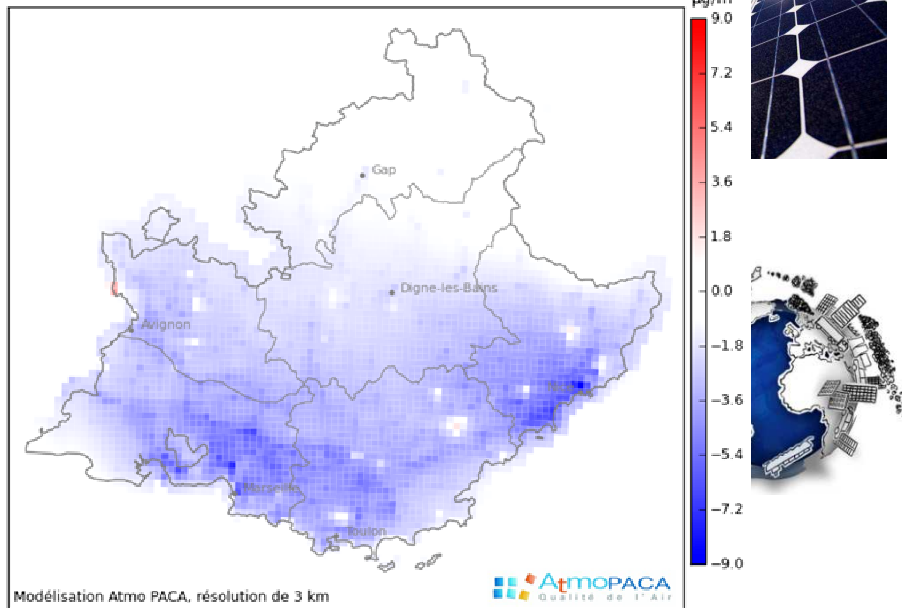 9.0
7.2
5.4
3.6
1.8
0.0
−1.8
−3.6
−5.4
−7.2
−9.0
Gap
Digne-les-Bains
Avignon
Marseille
Toulon
Modélisation Atmo PACA, résolution de 3 km
AtmoPACA
Qualité de l'Air